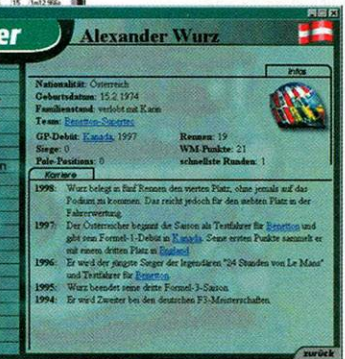 er
Alexander Wurz
Infos
Nationalität: Österreich
Geburtsdatum: 15.2.1974
Familienstand: verlobt mit Karin
Team: Benetton-Supertec
GP-Debüt: Kanada, 1997 Rennen: 19
Siege: 0 WM-Punkte: 21
Pole-Positions: 0 schnellste Runden: 1
Karriere
1998: Wurz belegt in fünf Rennen den vierten Platz, ohne jemals auf das
Podium zu kommen. Das reicht jedoch für den siebten Platz in der
Fahrerwertung.
1997: Der Österreicher beginnt die Saison als Testfahrer für Benetton und
gibt sein Formel-1-Debüt in Kanada. Seine ersten Punkte sammelt er
mit einem dritten Platz in England.
1996: Er wird der jüngste Sieger der legendären "24 Stunden von Le Mans"
und Testfahrer für Benetton.
1995: Wurz beendet seine dritte Formel-3-Saison.
1994: Er wird Zweiter bei den deutschen F3-Meisterschaften.
zurück